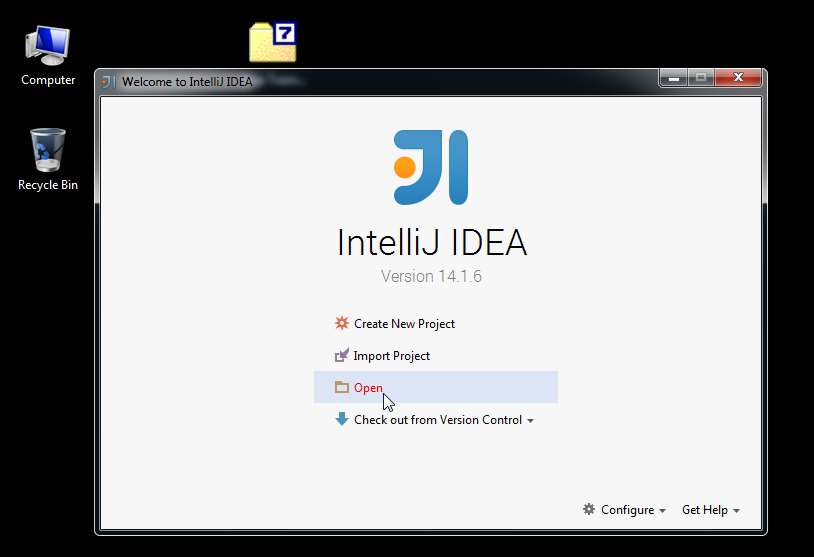 7
Computer
Welcome to IntelliJ IDEA
Recycle Bin
IntelliJ IDEA
Version 14.1.6
Create New Project
Import Project
Open
Check out from Version Control
Configure
Get Help